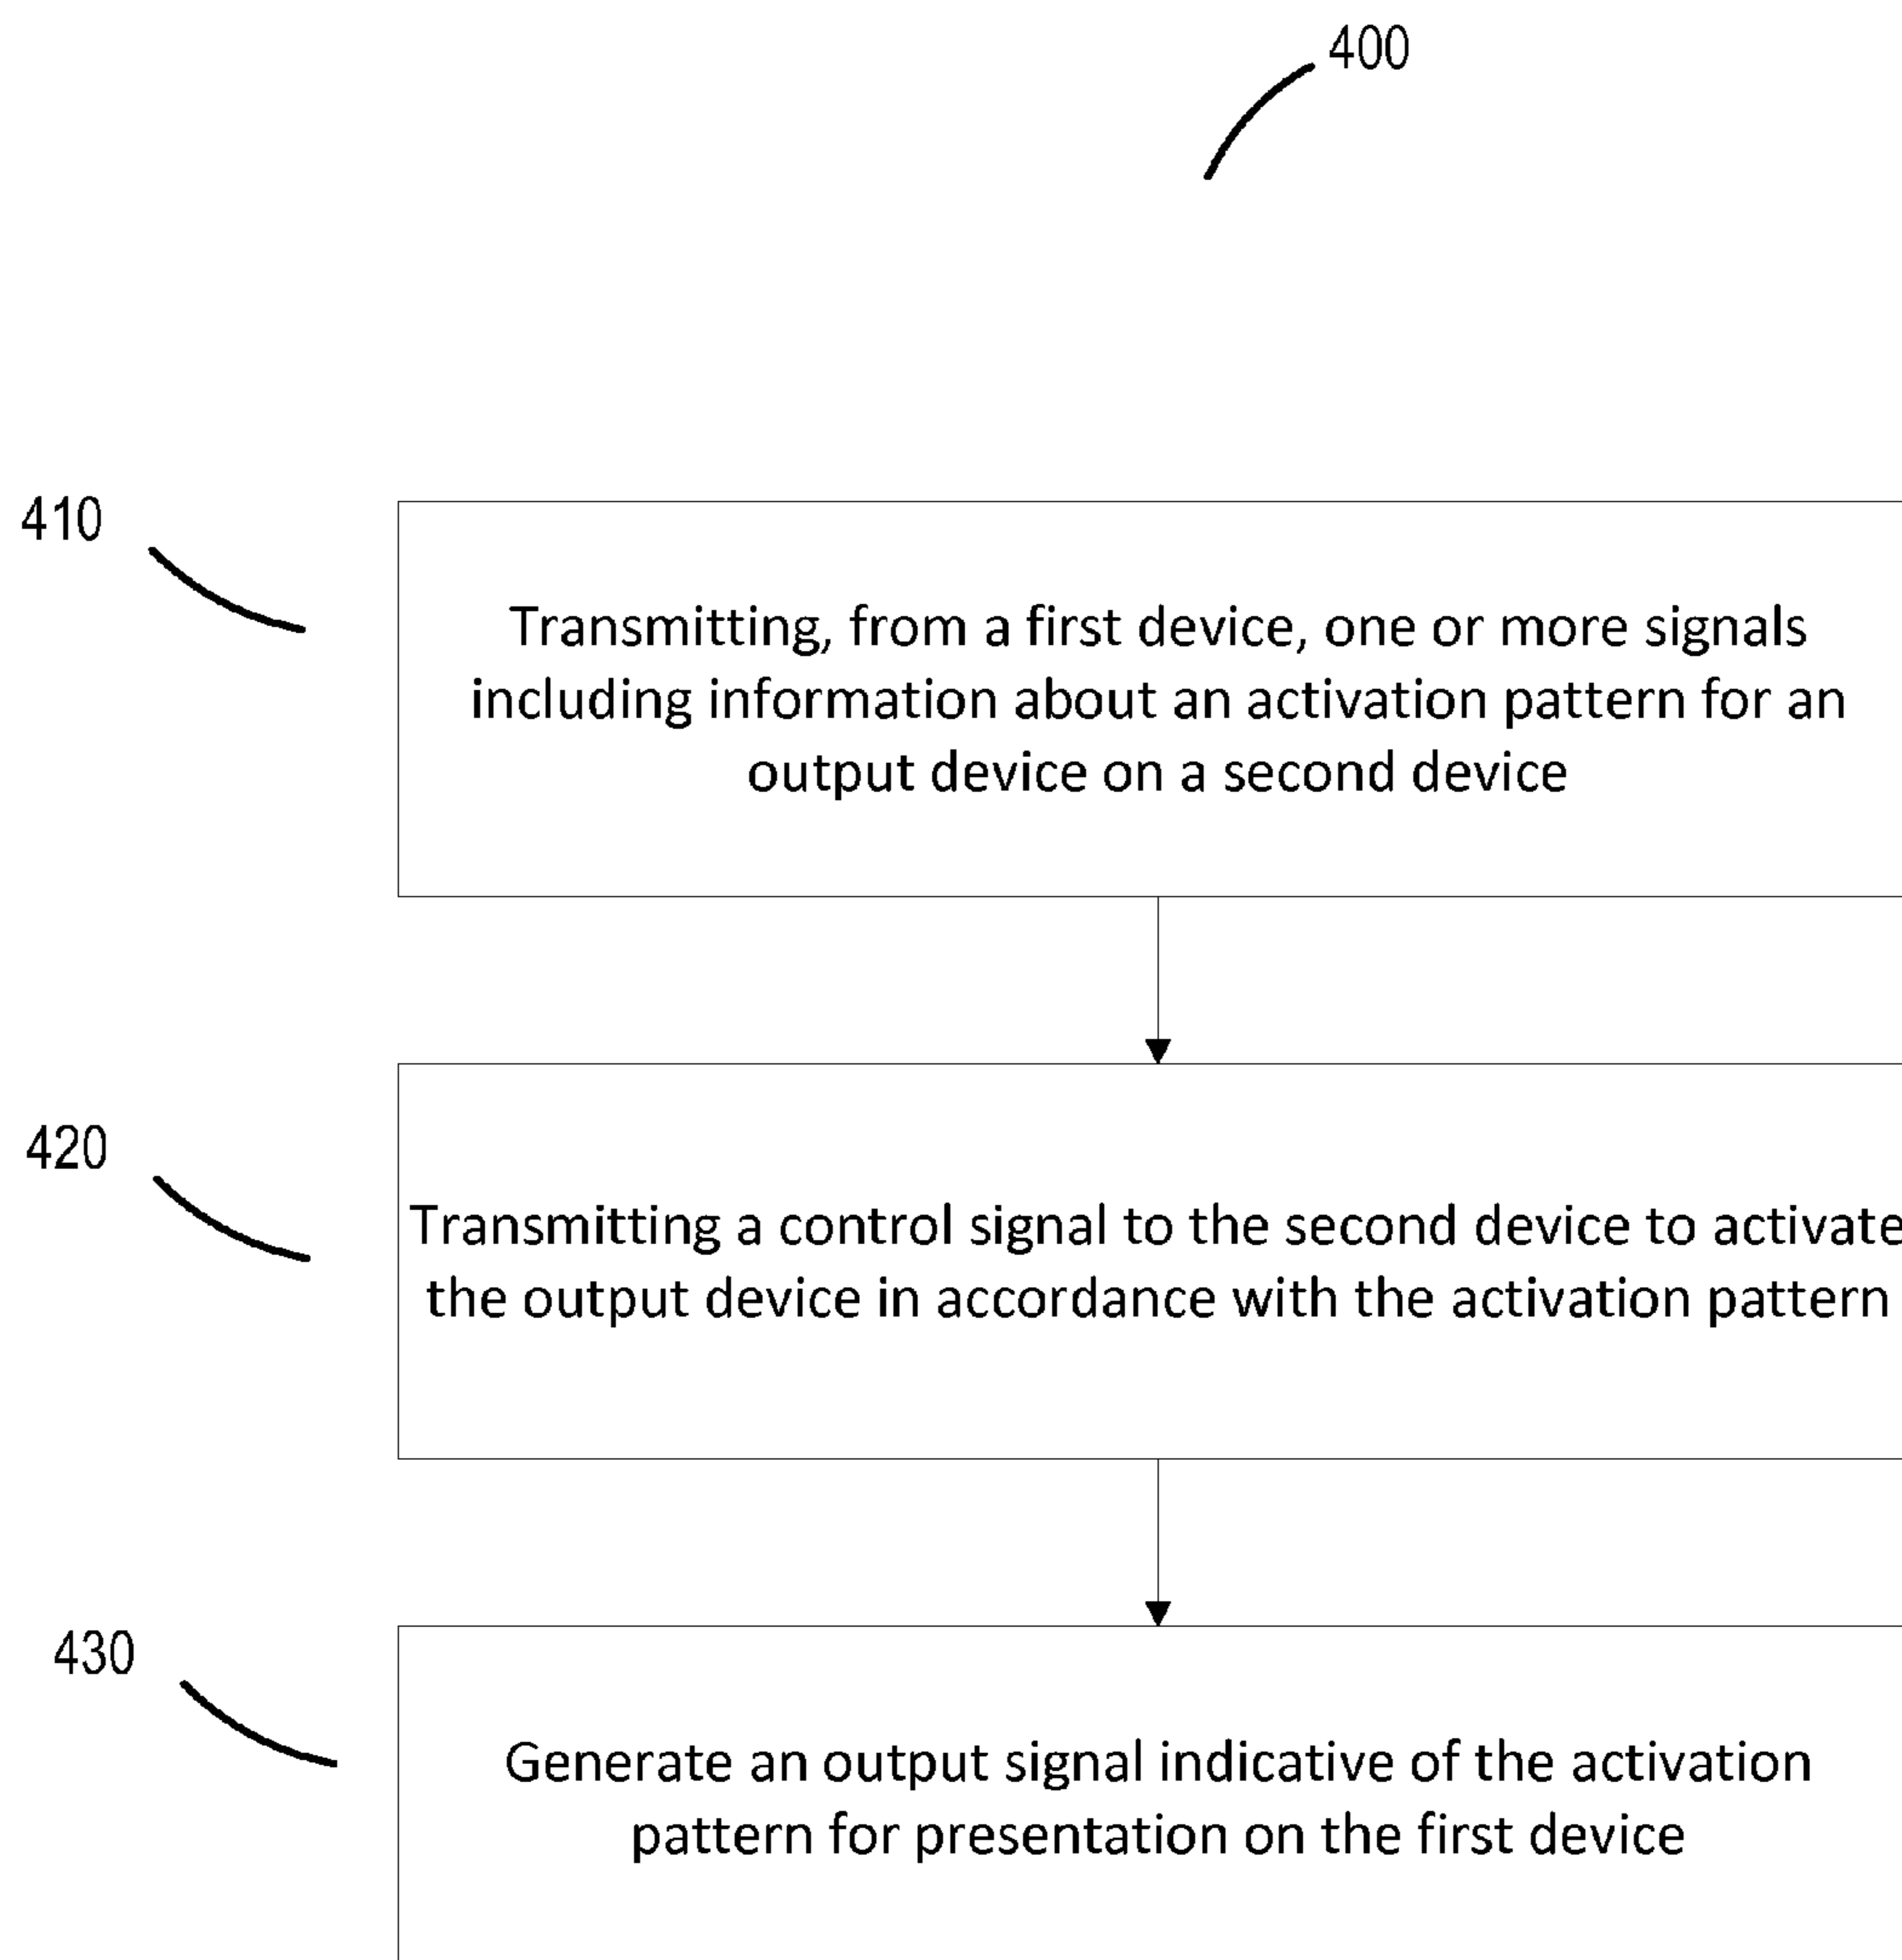 400
410
Transmitting, from a first device, one or more signals
including information about an activation pattern for an
output device on a second device
420
Transmitting a control signal to the second device to activate
the output device in accordance with the activation pattern
430
Generate an output signal indicative of the activation
pattern for presentation on the first device